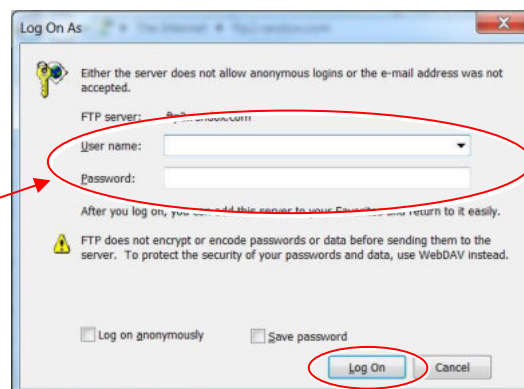 Log On As
Either the server does not allow anonymous logins or the e-mail address was not
accepted.
FTP server:
User name:
Password:
After you log on, you can add this server to your Favorites and return to it easily.
FTP does not encrypt or encode passwords or data before sending them to the
server. To protect the security of your passwords and data, use WebDAV instead.
Log on anonymously
Save password
Log On
Cancel